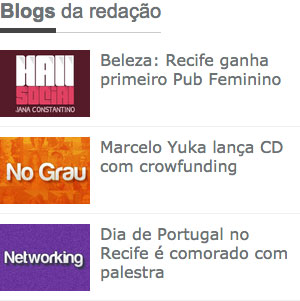 Blogs da redação
HALL
SOCIAL
JANA CONSTANTINO
Beleza: Recife ganha
primeiro Pub Feminino
No Grau
Marcelo Yuka lança CD
com crowfunding
Networking
Dia de Portugal no
Recife é comorado com
palestra